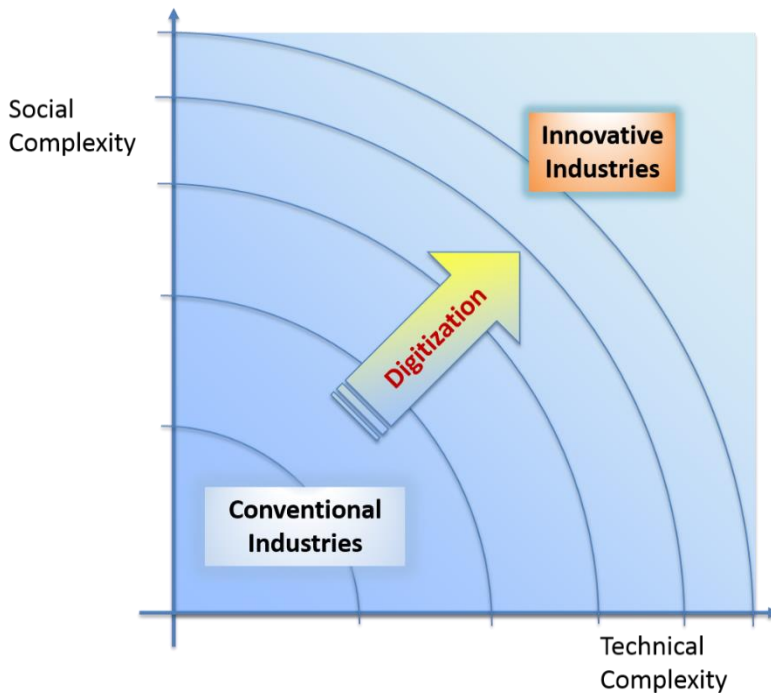 Social
Complexity
Innovative
Industries
Digitization
Conventional
Industries
Technical
Complexity